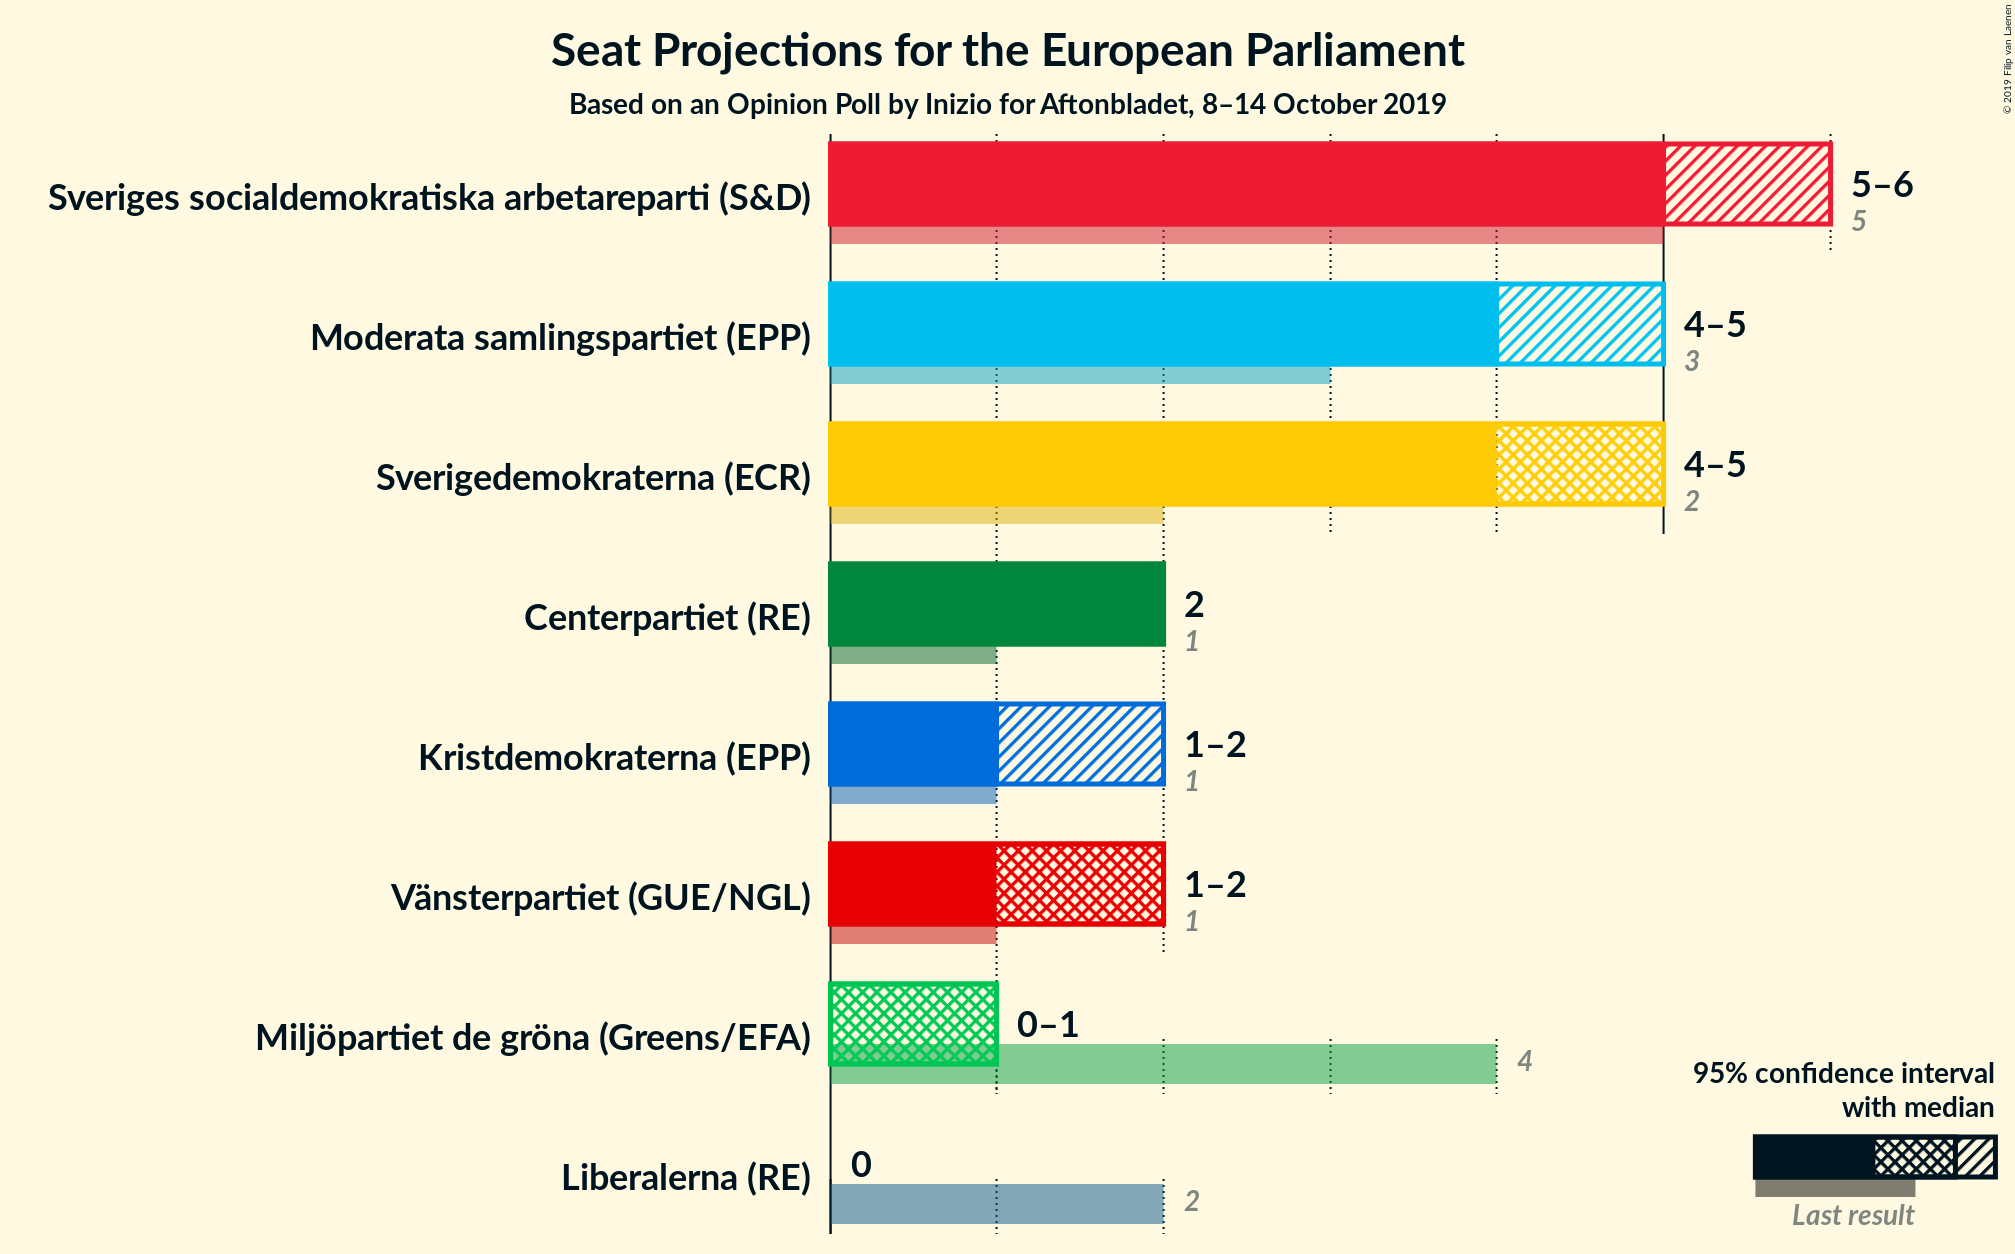 Seat Projections for the European Parliament
Based on an Opinion Poll by Inizio for Aftonbladet, 8–14 October 2019
© 2019 Filip van Laenen
Sveriges socialdemokratiska arbetareparti (S&D)
5–6
5
Moderata samlingspartiet (EPP)
4–5
3
Sverigedemokraterna (ECR)
4–5
2
Centerpartiet (RE)
2
1
Kristdemokraterna (EPP)
1–2
1
Vänsterpartiet (GUE/NGL)
1–2
1
Miljöpartiet de gröna (Greens/EFA)
0–1
4
Liberalerna (RE)
0
2
95% confidence interval
with median
Last result